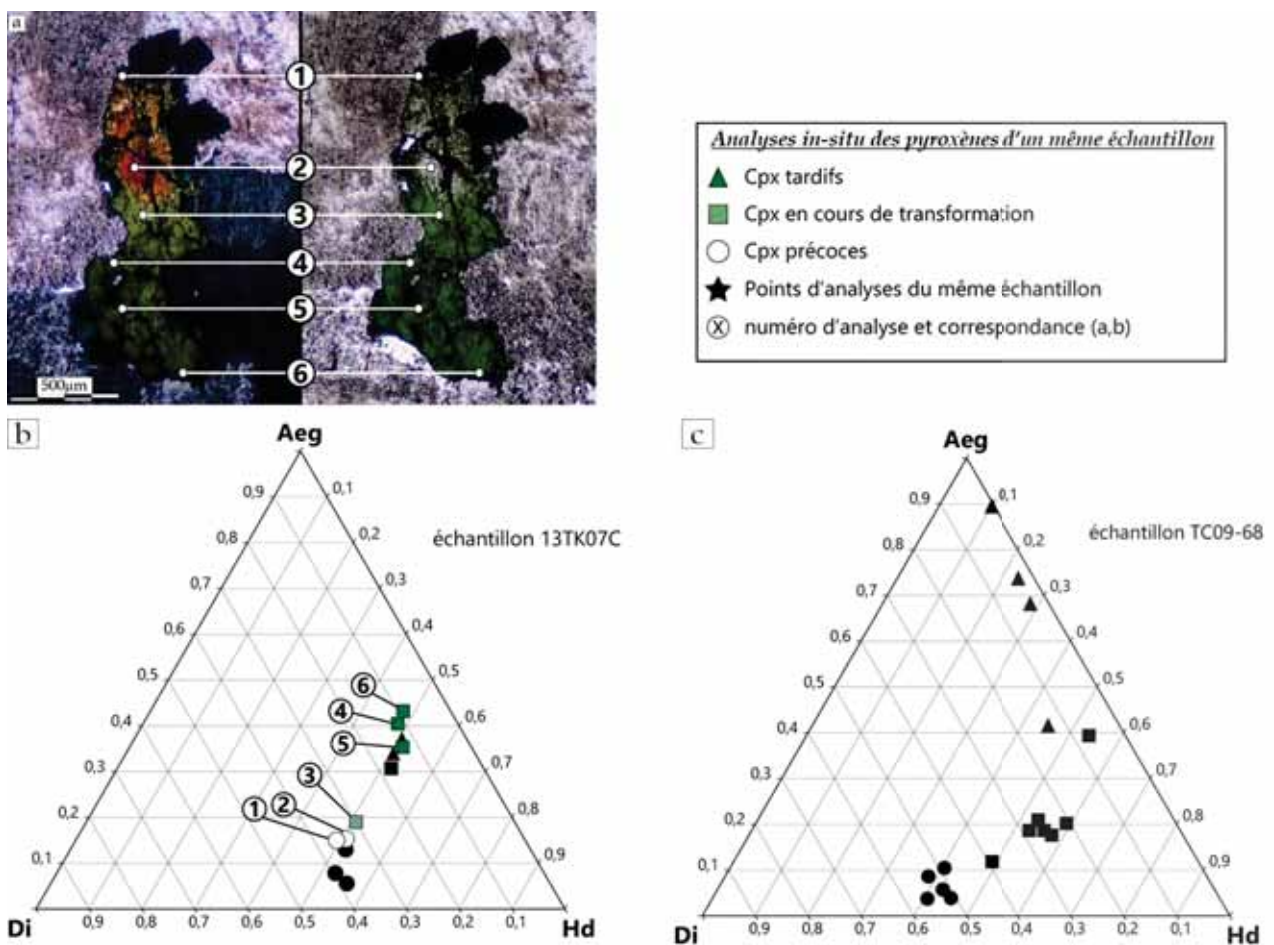 a
1
2
3
4
5
6
500µm
Analyses in-situ des pyroxènes d'un même échantillon
Cpx tardifs
Cpx en cours de transformation
Cpx précoces
Points d'analyses du même échantillon
X numéro d'analyse et correspondance (a,b)
b
Aeg
échantillon 13TK07C
0,9 0,1
0,8 0,2
0,7 0,3
0,6 0,4
0,5 0,5
6
4
0,4 0,6
5
0,3 0,7
3
2
1
0,2 0,8
0,1 0,9
Di Hd
0,9 0,8 0,7 0,6 0,5 0,4 0,3 0,2 0,1
c
Aeg
échantillon TC09-68
0,9 0,1
0,8 0,2
0,7 0,3
0,6 0,4
0,5 0,5
0,4 0,6
0,3 0,7
0,2 0,8
0,1 0,9
Di Hd
0,9 0,8 0,7 0,6 0,5 0,4 0,3 0,2 0,1